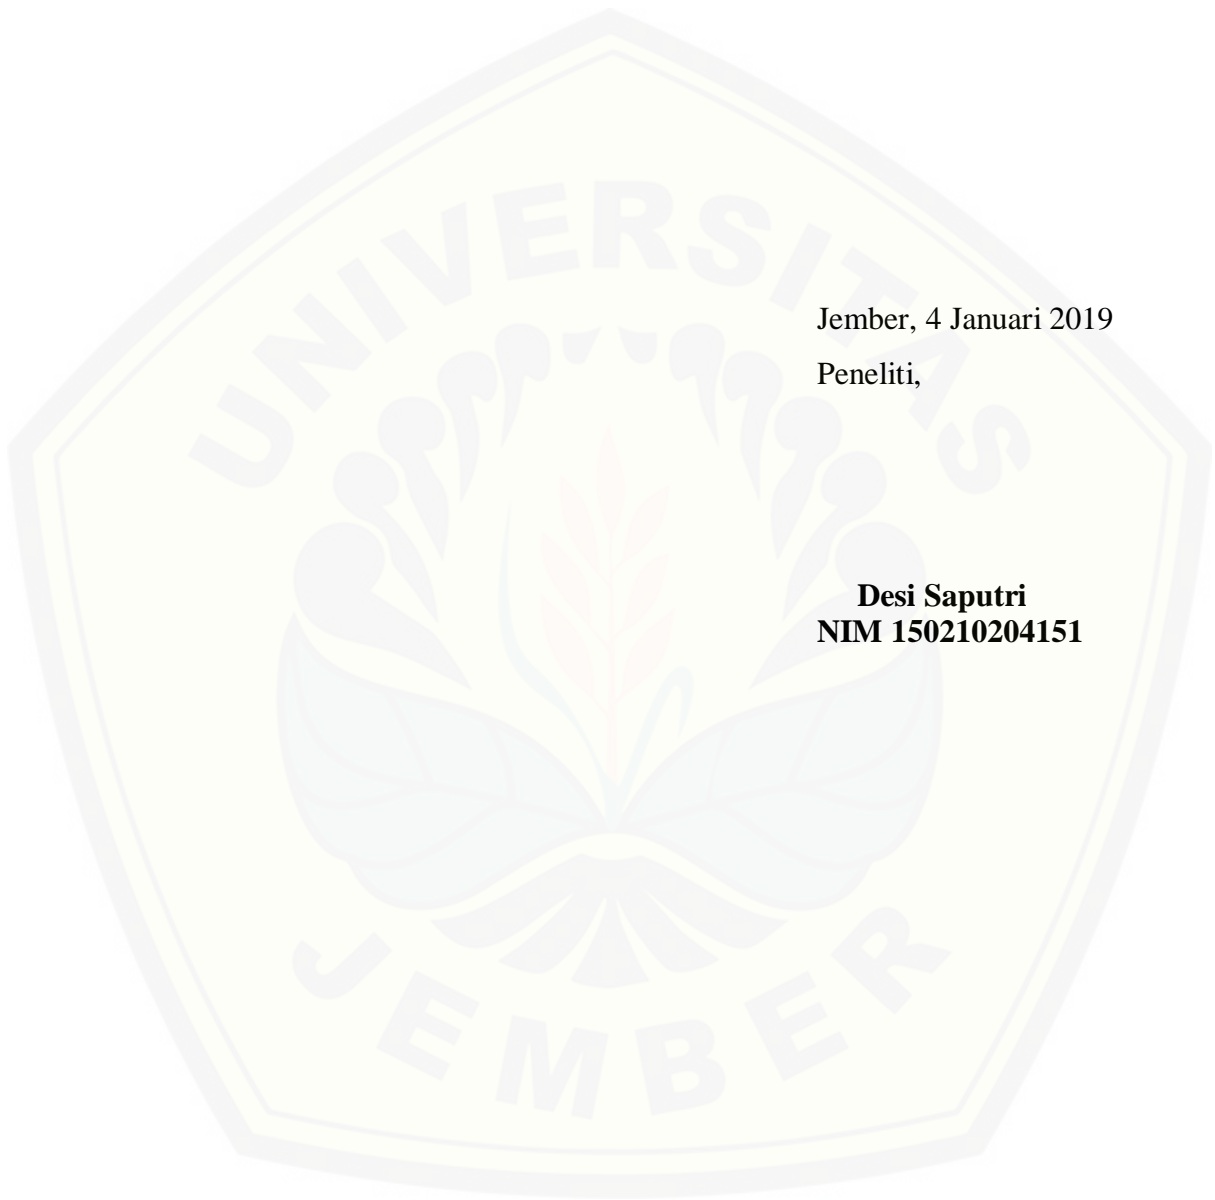 UNIVERSITAS
Jember, 4 Januari 2019
Peneliti,
Desi Saputri
NIM 150210204151
JEMBER